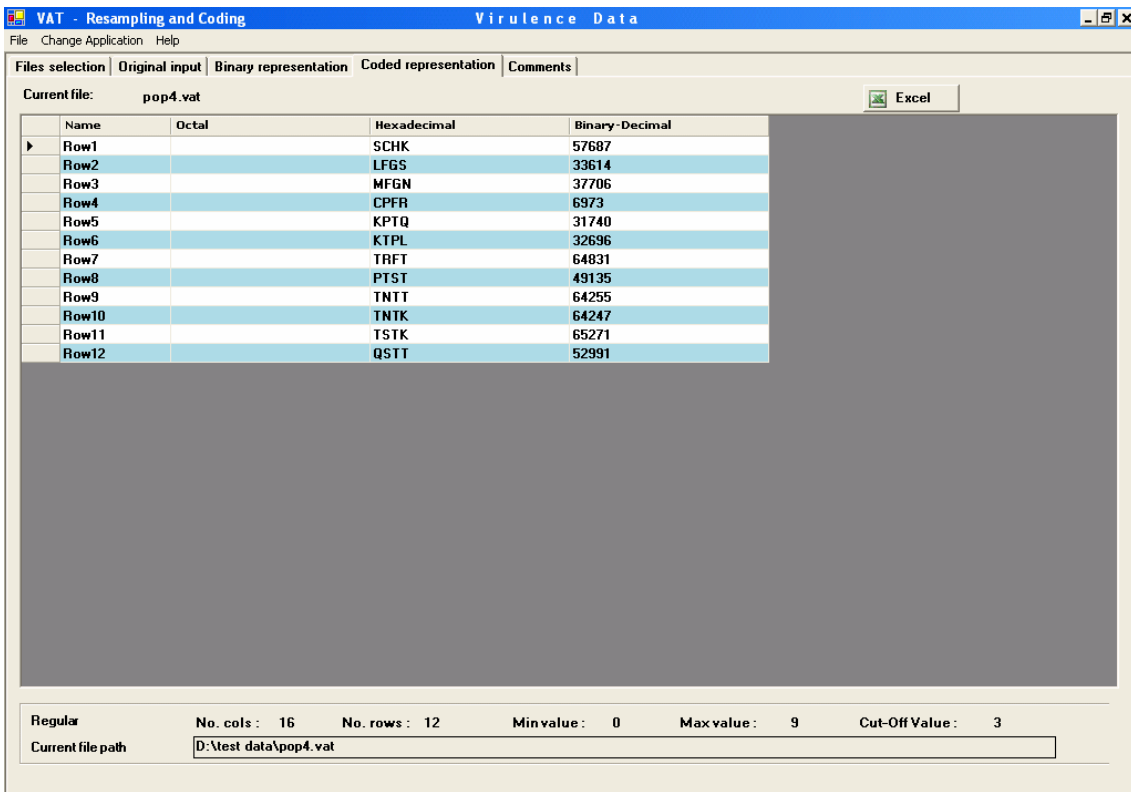 VAT - Resampling and Coding Virulence Data
File Change Application Help
Files selection Original input Binary representation Coded representation Comments
Current file: pop4.vat Excel
Name Octal Hexadecimal Binary-Decimal
Row1 SCHK 57687
Row2 LFGS 33614
Row3 MFGN 37706
Row4 CPFR 6973
Row5 KPTQ 31740
Row6 KTPL 32696
Row7 TRFT 64831
Row8 PTST 49135
Row9 TNTT 64255
Row10 TNTK 64247
Row11 TSTK 65271
Row12 QSTT 52991
Regular No. cols : 16 No. rows : 12 Min value : 0 Max value : 9 Cut-Off Value : 3
Current file path D:\test data\pop4.vat